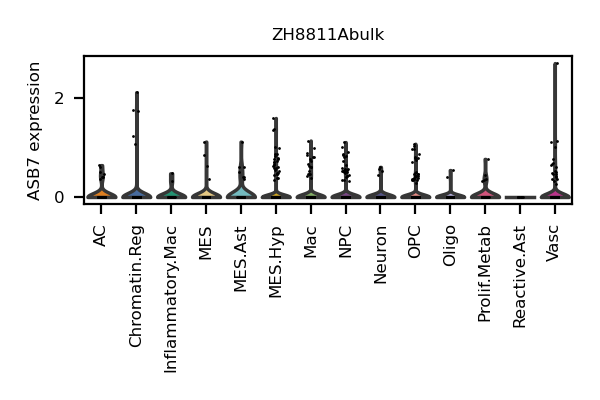 ZH8811Abulk
ASB7 expression
2
0
AC
Chromatin.Reg
Inflammatory.Mac
MES
MES.Ast
MES.Hyp
Mac
NPC
Neuron
OPC
Oligo
Prolif.Metab
Reactive.Ast
Vasc